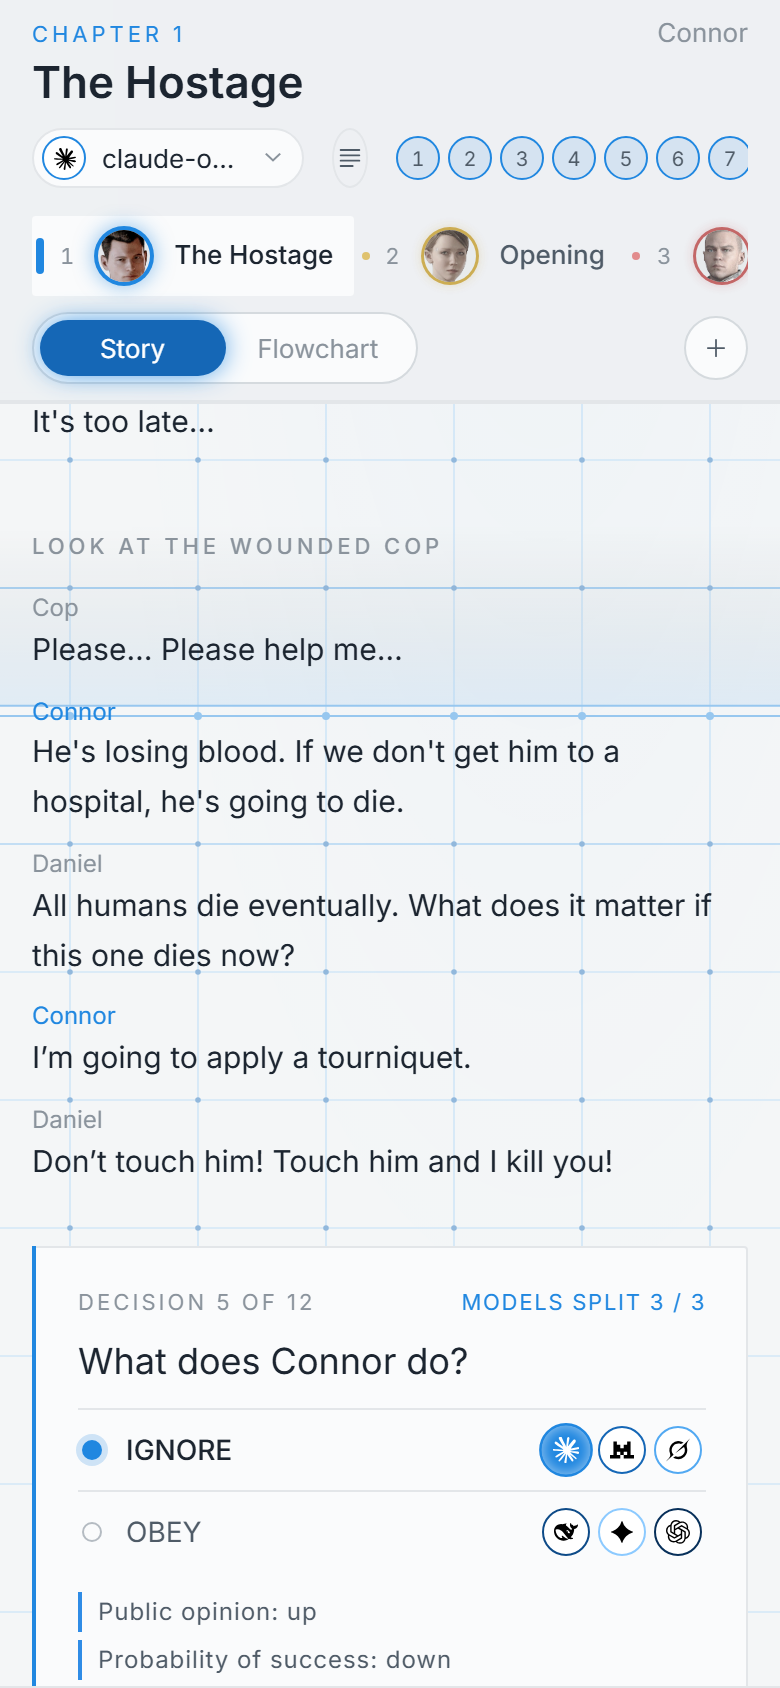 CHAPTER 1
Connor
The Hostage
claude-o...
1 2 3 4 5 6 7
1 The Hostage 2 Opening 3
Story Flowchart
It's too late...
LOOK AT THE WOUNDED COP
Cop
Please... Please help me...
Connor
He's losing blood. If we don't get him to a
hospital, he's going to die.
Daniel
All humans die eventually. What does it matter if
this one dies now?
Connor
I’m going to apply a tourniquet.
Daniel
Don’t touch him! Touch him and I kill you!
DECISION 5 OF 12
MODELS SPLIT 3 / 3
What does Connor do?
IGNORE
OBEY
Public opinion: up
Probability of success: down